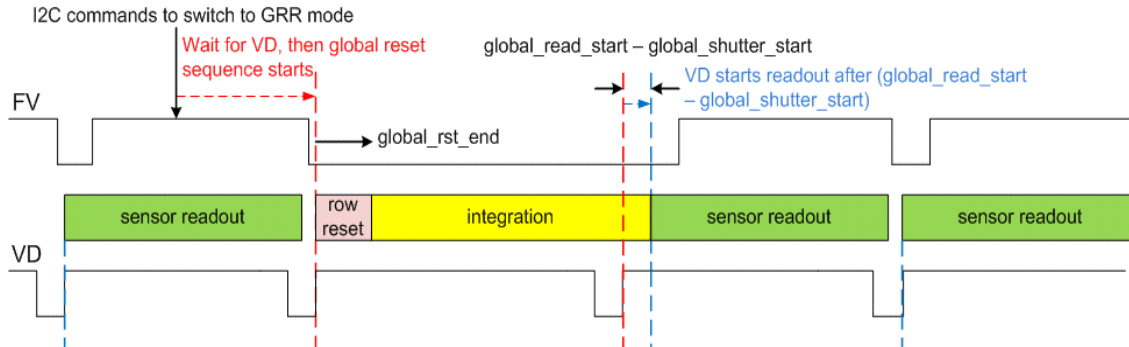 I2C commands to switch to GRR mode
Wait for VD, then global reset
sequence starts
global_read_start – global_shutter_start
VD starts readout after (global_read_start
– global_shutter_start)
FV
global_rst_end
sensor readout
row
reset
integration
sensor readout
sensor readout
VD